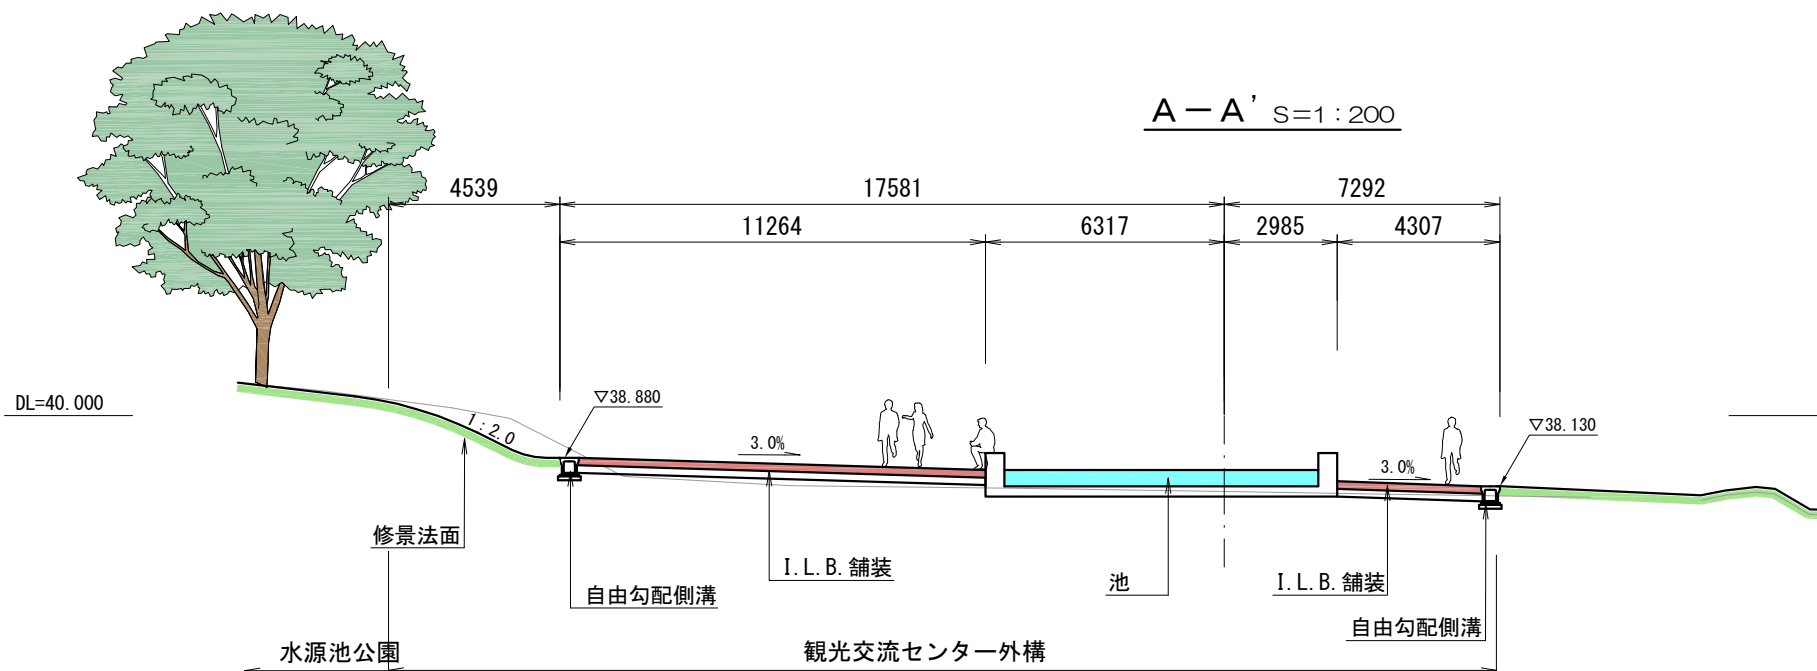 A－A' S=1:200
4539
17581
7292
11264
6317
2985
4307
DL=40.000
▽38.880
1:2.0
3.0%
▽38.130
3.0%
修景法面
I.L.B.舗装
池
I.L.B.舗装
自由勾配側溝
自由勾配側溝
水源池公園
観光交流センター外構